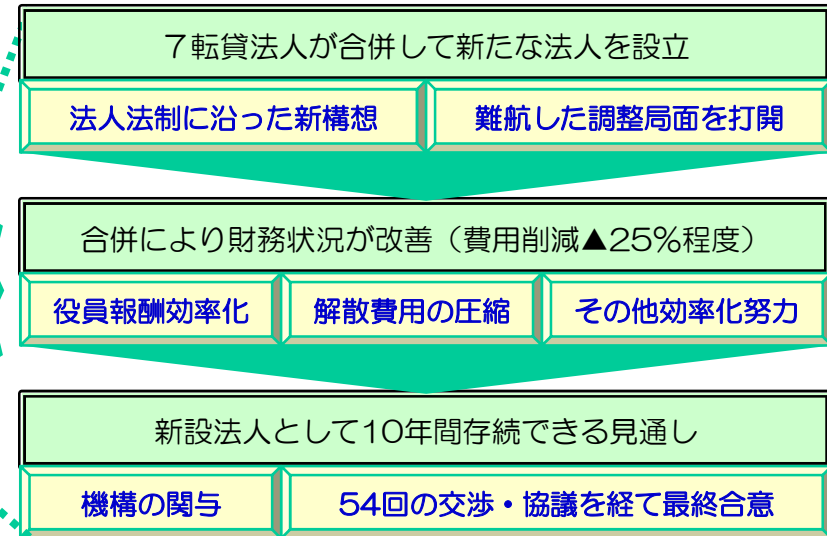 ７転貸法人が合併して新たな法人を設立
法人法制に沿った新構想
難航した調整局面を打開
合併により財務状況が改善（費用削減▲25％程度）
役員報酬効率化
解散費用の圧縮
その他効率化努力
新設法人として10年間存続できる見通し
機構の関与
54回の交渉・協議を経て最終合意